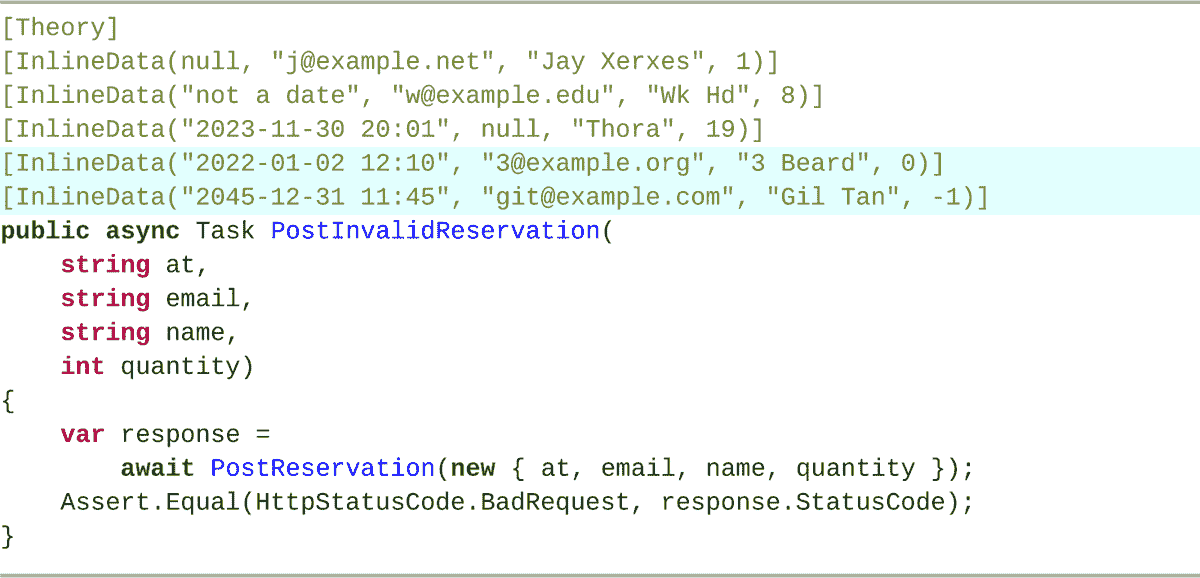 [Theory]
[InlineData(null, "j@example.net", "Jay Xerxes", 1)]
[InlineData("not a date", "w@example.edu", "Wk Hd", 8)]
[InlineData("2023-11-30 20:01", null, "Thora", 19)]
[InlineData("2022-01-02 12:10", "3@example.org", "3 Beard", 0)]
[InlineData("2045-12-31 11:45", "git@example.com", "Gil Tan", -1)]
public async Task PostInvalidReservation(
    string at,
    string email,
    string name,
    int quantity)
{
    var response =
        await PostReservation(new { at, email, name, quantity });
    Assert.Equal(HttpStatusCode.BadRequest, response.StatusCode);
}